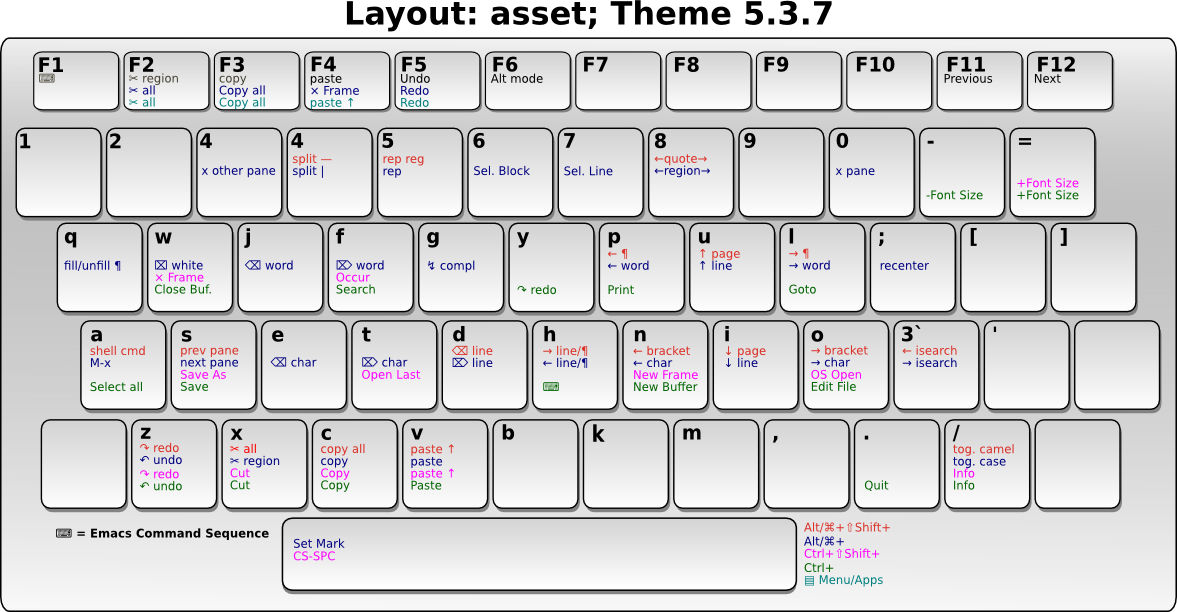 Layout: asset; Theme 5.3.7
F1
⌨
F2
✂ region
✂ all
✂ all
F3
copy
Copy all
Copy all
F4
paste
× Frame
paste ↑
F5
Undo
Redo
Redo
F6
Alt mode
F7
F8
F9
F10
F11
Previous
F12
Next
1
2
4
x other pane
4
split —
split |
5
rep reg
rep
6
Sel. Block
7
Sel. Line
8
←quote→
←region→
9
0
x pane
-
-Font Size
=
+Font Size
+Font Size
q
fill/unfill ¶
w
⌧ white
× Frame
Close Buf.
j
⌫ word
f
⌦ word
Occur
Search
g
↯ compl
y
↷ redo
p
← ¶
← word
Print
u
↑ page
↑ line
l
→ ¶
→ word
Goto
;
recenter
[
]
a
shell cmd
M-x
Select all
s
prev pane
next pane
Save As
Save
e
⌫ char
t
⌦ char
Open Last
d
⌫ line
⌦ line
h
→ line/¶
← line/¶
⌨
n
← bracket
← char
New Frame
New Buffer
i
↓ page
↓ line
o
→ bracket
→ char
OS Open
Edit File
3`
← isearch
→ isearch
'
z
↷ redo
↶ undo
↷ redo
↶ undo
x
✂ all
✂ region
Cut
Cut
c
copy all
copy
Copy
Copy
v
paste ↑
paste
paste ↑
Paste
b
k
m
,
.
Quit
/
tog. camel
tog. case
Info
Info
⌨ = Emacs Command Sequence
Set Mark
CS-SPC
Alt/⌘+⇧Shift+
Alt/⌘+
Ctrl+⇧Shift+
Ctrl+
▤ Menu/Apps